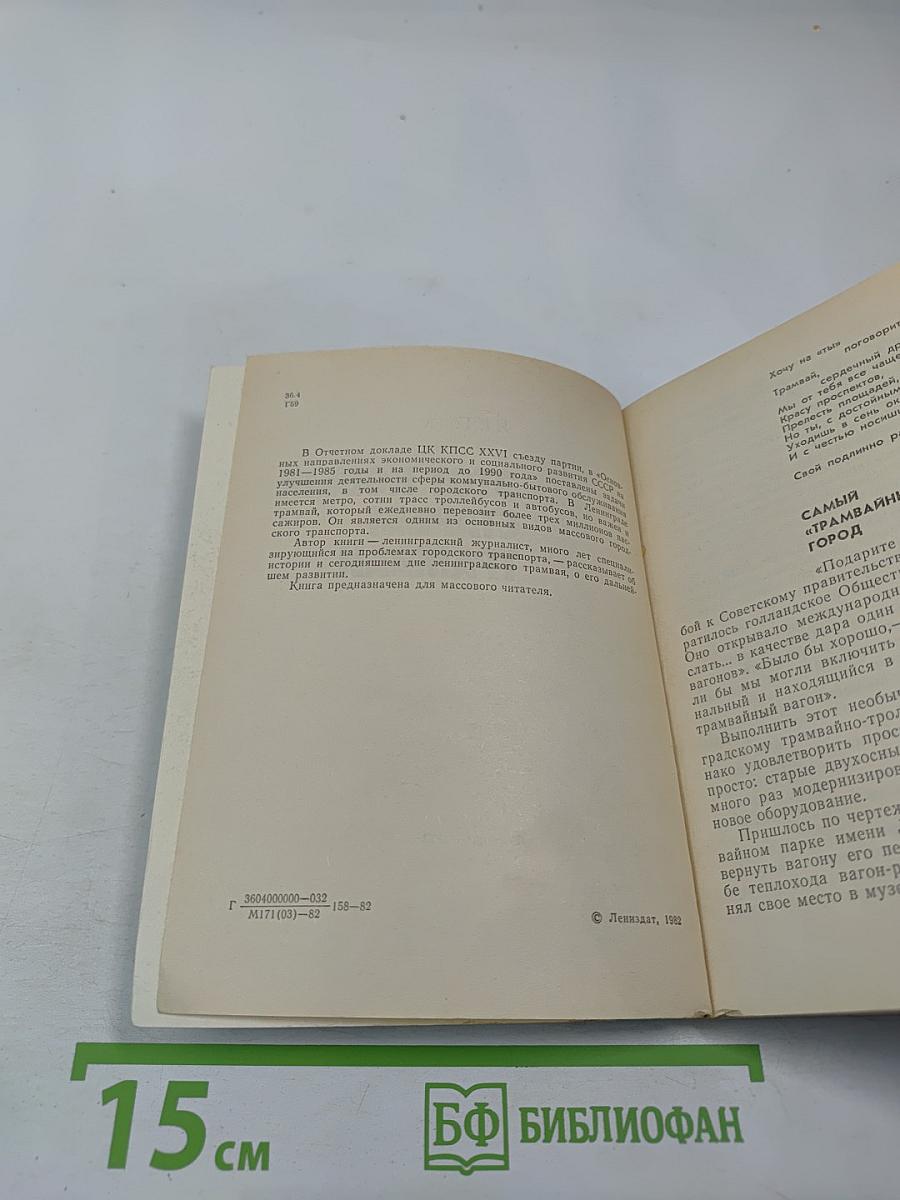 36.4
Г59
В Отчетном докладе ЦК КПСС XXVI съезду партии, в «Основ-
ных направлениях экономического и социального развития СССР на
1981—1985 годы и на период до 1990 года» поставлены задачи
улучшения деятельности сферы коммунально-бытового обслуживания
населения, в том числе городского транспорта. В Ленинграде
имеется метро, сотни трасс троллейбусов и автобусов, но важен и
трамвай, который ежедневно перевозит более трех миллионов пас-
сажиров. Он является одним из основных видов массового город-
ского транспорта.
Автор книги — ленинградский журналист, много лет специали-
зирующийся на проблемах городского транспорта, — рассказывает об
истории и сегодняшнем дне ленинградского трамвая, о его дальней-
шем развитии.
Книга предназначена для массового читателя.
Г 3604000000—032
М171(03)—82 158—82
© Лениздат, 1982
Хочу на «ты» поговорит
Трамвай,
сердечный др
Мы от тебя все чаще
Красу проспектов,
Прелесть площадей,
Но ты, с достойным
Уходишь в сень ок
И с честью носишь
Свой подлинно р
САМЫЙ
«ТРАМВАЙНЫ
ГОРОД
«Подарите
бой к Советскому правительств
ратилось голландское Обществ
Оно открывало международн
слать... в качестве дара один
вагонов». «Было бы хорошо,—
ли бы мы могли включить
нальный и находящийся в
трамвайный вагон».
Выполнить этот необыч
градскому трамвайно-трол
нако удовлетворить прос
просто: старые двухосны
много раз модернизиров
новое оборудование.
Пришлось по чертеж
вайном парке имени
вернуть вагону его пе
бе теплохода вагон-р
нял свое место в музе
15 см
БФ БИБЛИОФАН